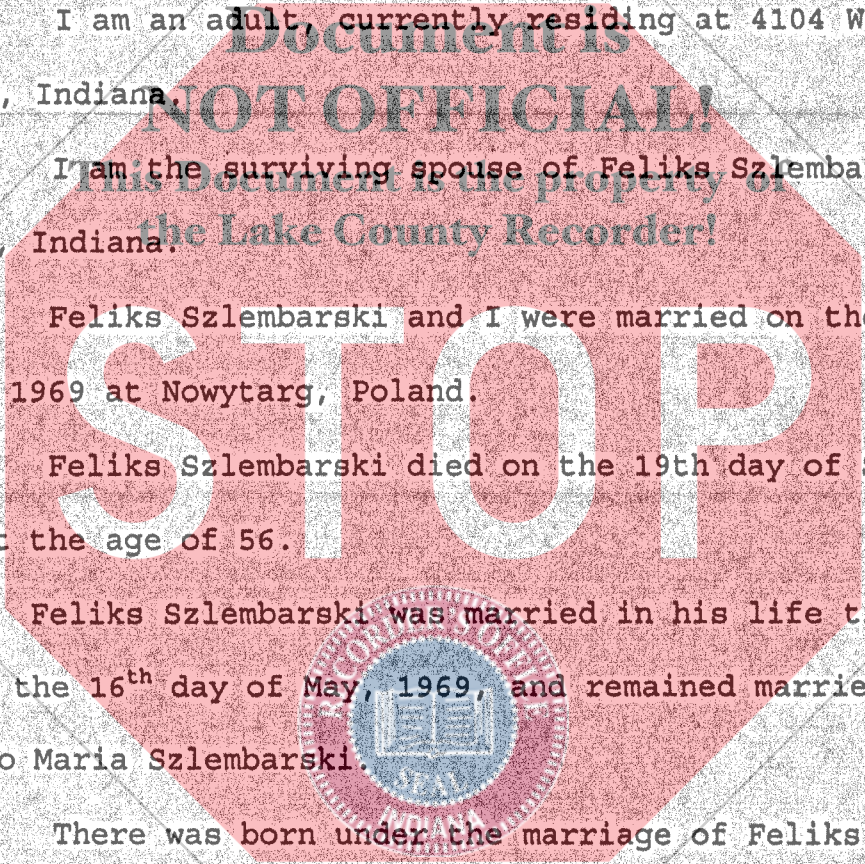 I am an adult, currently residing at 4104 W
Document is
, Indiana.
NOT OFFICIAL!
I am the surviving spouse of Feliks Szlemba
This Document is the property of
the Lake County Recorder!
, Indiana.
Feliks Szlembarski and I were married on the
STOP
1969 at Nowytarg, Poland.
Feliks Szlembarski died on the 19th day of
t the age of 56.
Feliks Szlembarski was married in his life t
RECORDER'S OFFICE
the 16th day of May, 1969, and remained marrie
o Maria Szlembarski.
SEAL
INDIANA
There was born under the marriage of Feliks